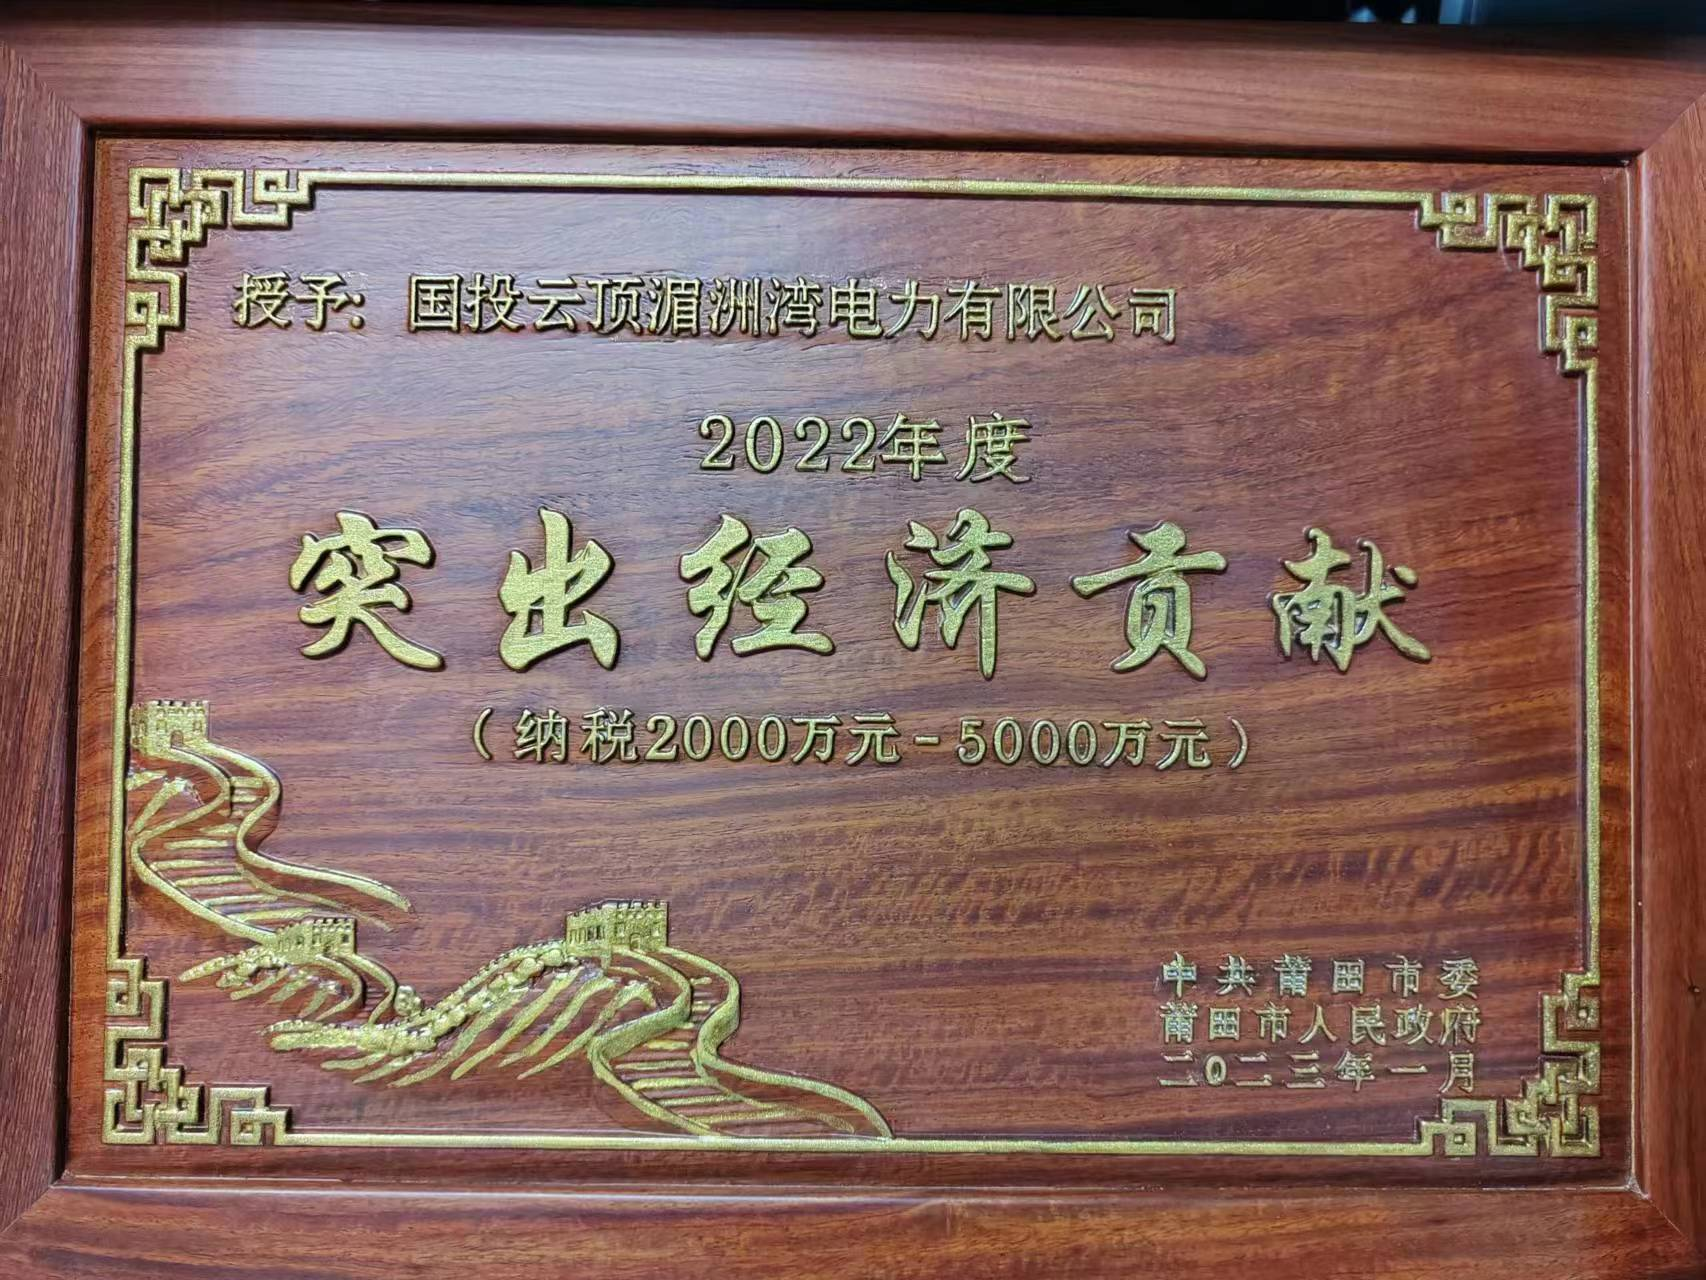 授予：国投云顶湄洲湾电力有限公司
2022年度
突出经济贡献
（纳税2000万元-5000万元）
中共莆田市委
莆田市人民政府
二0二三年一月